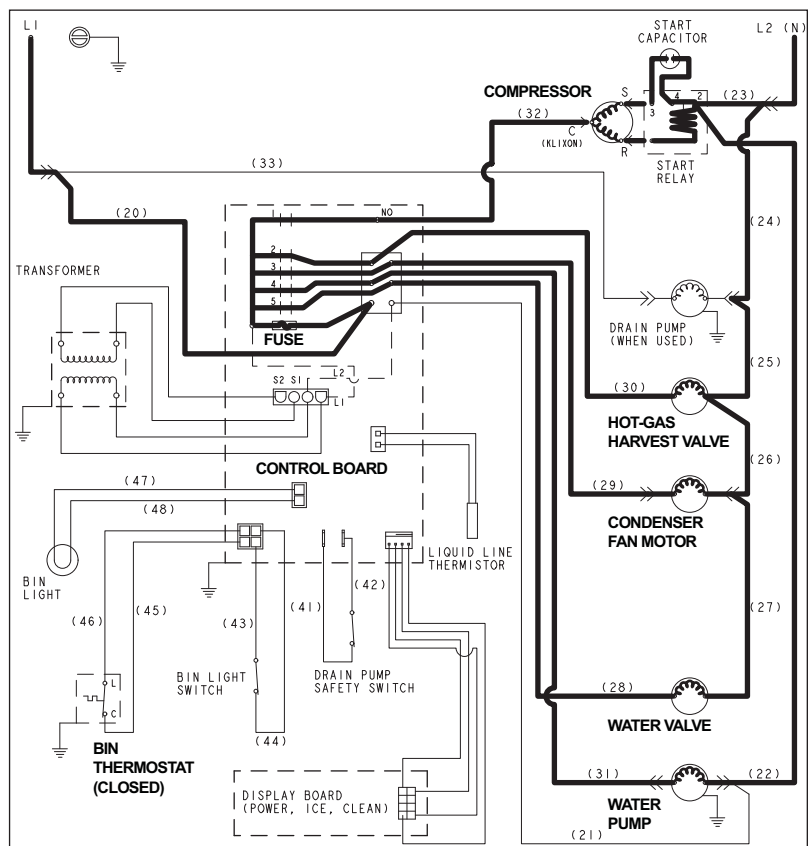 L1
START
CAPACITOR
L2 (N)
COMPRESSOR
S
4
2
(23)
(32)
3
C
(KLIXON)
R
START
RELAY
(33)
(20)
1
NO
(24)
2
3
4
5
TRANSFORMER
FUSE
DRAIN PUMP
(WHEN USED)
(25)
L2
S2 S1
L1
(30)
HOT-GAS
HARVEST VALVE
(26)
CONTROL BOARD
(47)
(29)
(48)
CONDENSER
FAN MOTOR
LIQUID LINE
THERMISTOR
BIN
LIGHT
(46)
(45)
(43)
(41)
(42)
(27)
BIN LIGHT
SWITCH
DRAIN PUMP
SAFETY SWITCH
L
C
(28)
WATER VALVE
(44)
BIN
THERMOSTAT
(CLOSED)
(31)
(22)
DISPLAY BOARD
(POWER, ICE, CLEAN)
WATER
PUMP
(21)